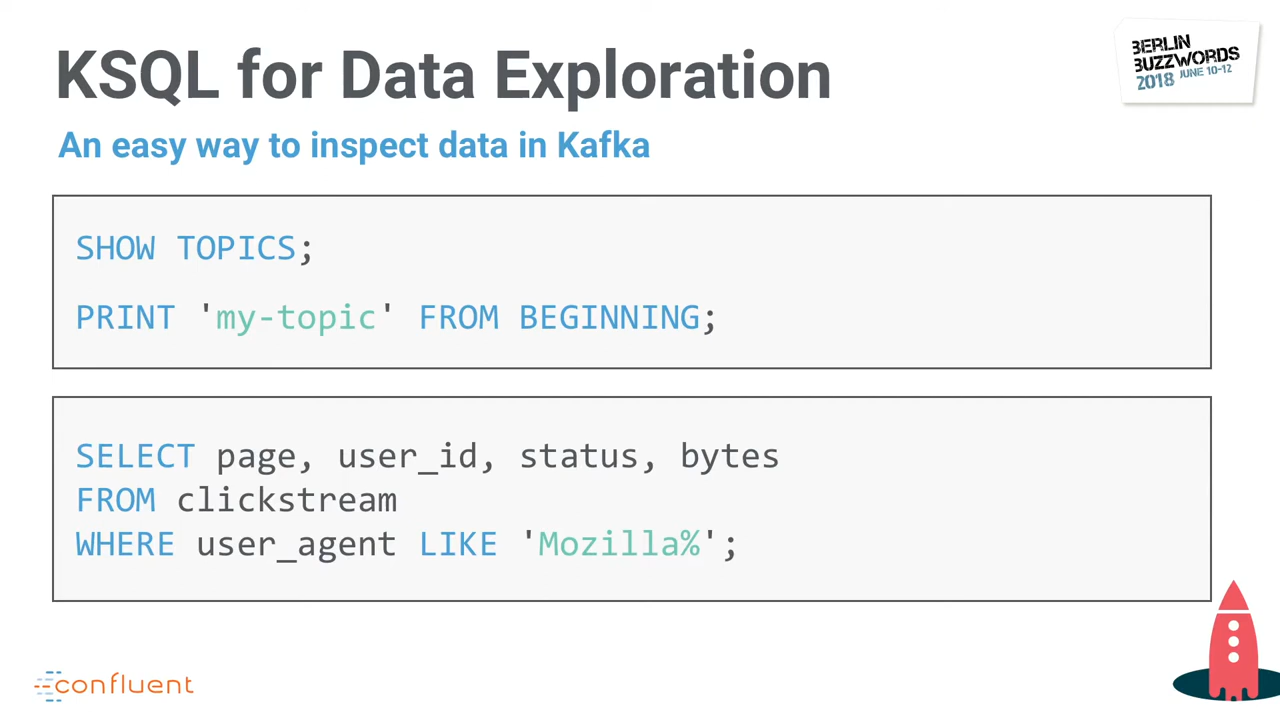 KSQL for Data Exploration
BERLIN
BUZZWORDS
2018 JUNE 10-12
An easy way to inspect data in Kafka
SHOW TOPICS;
PRINT 'my-topic' FROM BEGINNING;
SELECT page, user_id, status, bytes
FROM clickstream
WHERE user_agent LIKE 'Mozilla%';
confluent